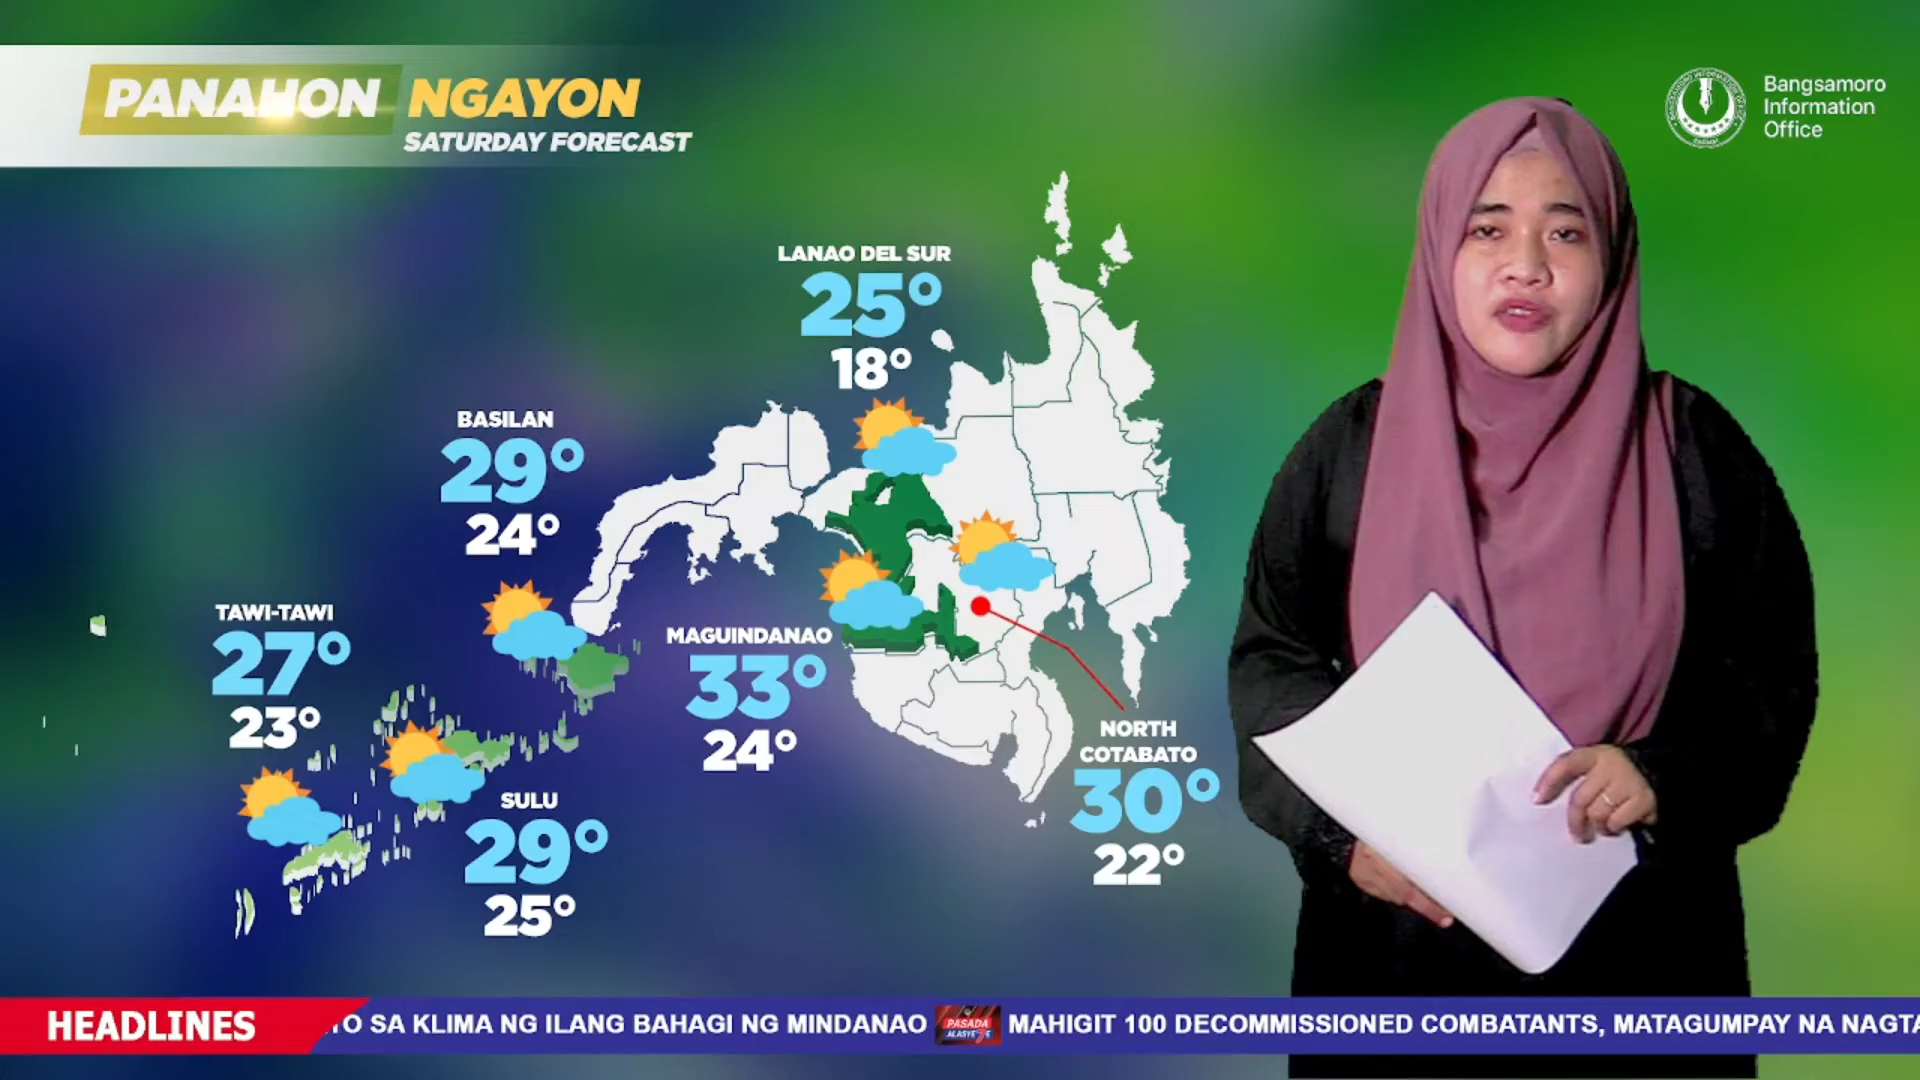 PANAHON NGAYON
SATURDAY FORECAST
Bangsamoro
Information
Office
LANAO DEL SUR
25°
18°
BASILAN
29°
24°
TAWI-TAWI
27°
23°
MAGUINDANAO
33°
24°
SULU
29°
25°
NORTH
COTABATO
30°
22°
HEADLINES
SA KLIMA NG ILANG BAHAGI NG MINDANAO PASADA MAHIGIT 100 DECOMMISSIONED COMBATANTS, MATAGUMPAY NA